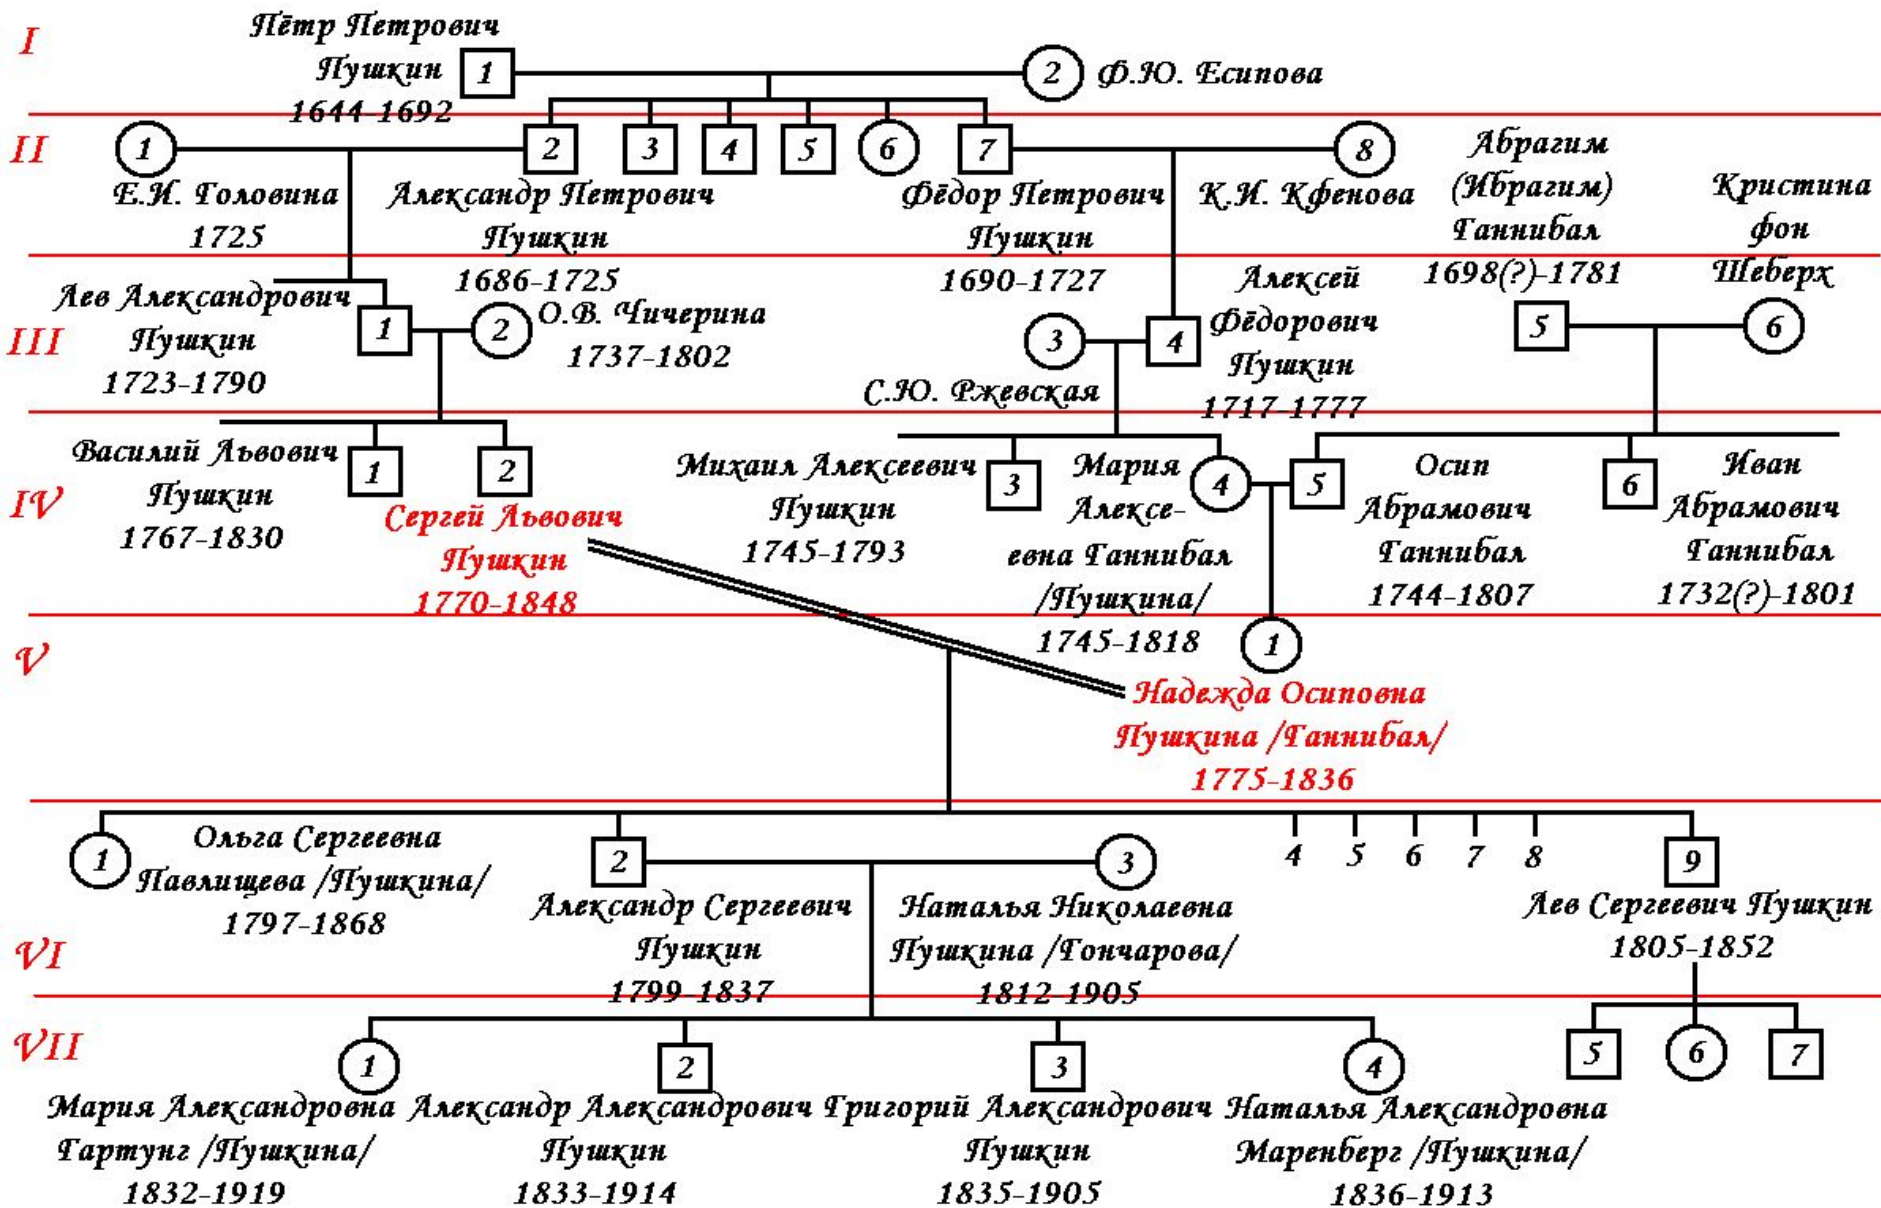 I
Пётр Петрович
Пушкин
1644-1692
1
2
Ф.Ю. Есипова
II
1
2
3
4
5
6
7
8
Е.И. Головина
1725
Александр Петрович
Пушкин
1686-1725
Фёдор Петрович
Пушкин
1690-1727
К.И. Кфенова
Абрагим
(Ибрагим)
Ганнибал
1698(?)-1781
Кристина
фон
Шеберх
III
Лев Александрович
Пушкин
1723-1790
1
2
О.В. Чичерина
1737-1802
3
С.Ю. Ржевская
4
Алексей
Фёдорович
Пушкин
1717-1777
5
6
IV
Василий Львович
Пушкин
1767-1830
1
2
Сергей Львович
Пушкин
1770-1848
Михаил Алексеевич
Пушкин
1745-1793
3
Мария
Алексе-
евна Ганнибал
/Пушкина/
1745-1818
4
5
Осип
Абрамович
Ганнибал
1744-1807
6
Иван
Абрамович
Ганнибал
1732(?)-1801
V
1
Надежда Осиповна
Пушкина /Ганнибал/
1775-1836
VI
1
Ольга Сергеевна
Павлищева /Пушкина/
1797-1868
2
Александр Сергеевич
Пушкин
1799-1837
3
Наталья Николаевна
Пушкина /Гончарова/
1812-1905
4
5
6
7
8
9
Лев Сергеевич Пушкин
1805-1852
VII
1
Мария Александровна
Гартунг /Пушкина/
1832-1919
2
Александр Александрович
Пушкин
1833-1914
3
Григорий Александрович
Пушкин
1835-1905
4
Наталья Александровна
Маренберг /Пушкина/
1836-1913
5
6
7